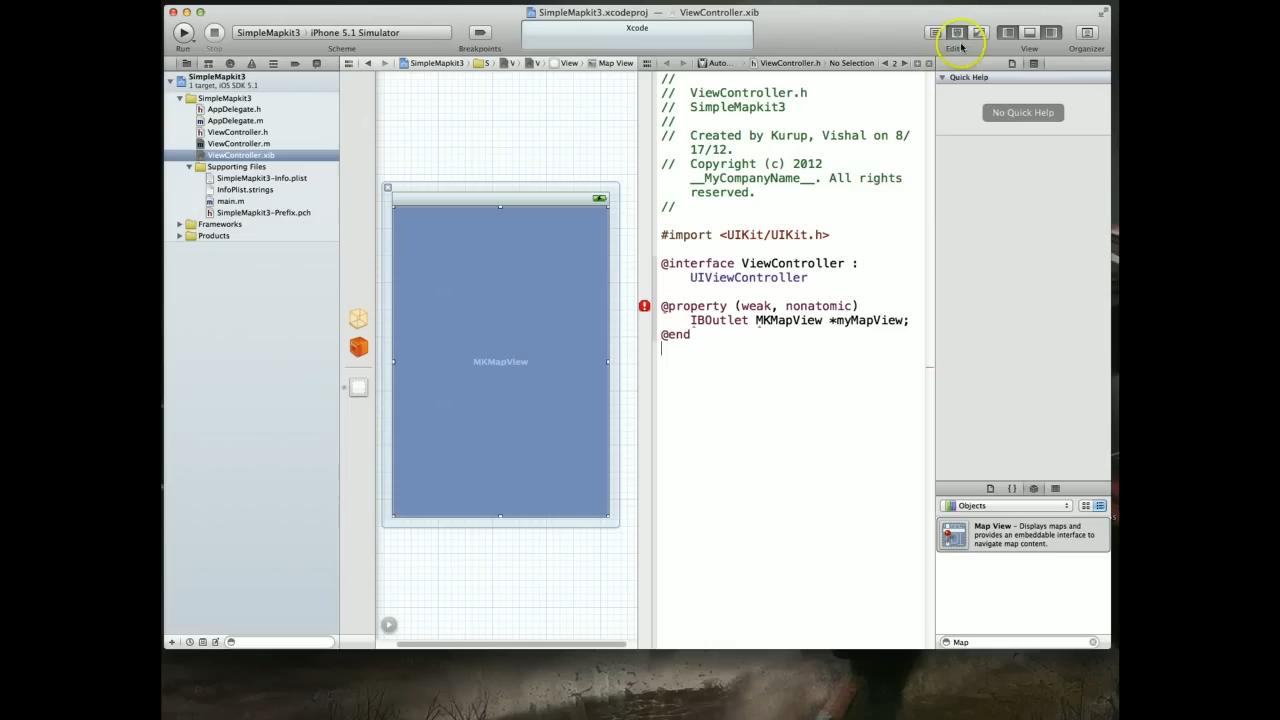 SimpleMapkit3.xcodeproj — ViewController.xib
SimpleMapkit3 iPhone 5.1 Simulator
Xcode
Run Stop Scheme Breakpoints View Organizer
SimpleMapkit3 S V V View Map View
Auto... ViewController.h No Selection 2
SimpleMapkit3
1 target, iOS SDK 5.1
SimpleMapkit3
AppDelegate.h
AppDelegate.m
ViewController.h
ViewController.m
ViewController.xib
Supporting Files
SimpleMapkit3-Info.plist
InfoPlist.strings
main.m
SimpleMapkit3-Prefix.pch
Frameworks
Products
MKMapView
//
// ViewController.h
// SimpleMapkit3
//
// Created by Kurup, Vishal on 8/
17/12.
// Copyright (c) 2012
__MyCompanyName__. All rights
reserved.
//
#import <UIKit/UIKit.h>
@interface ViewController :
UIViewController
@property (weak, nonatomic)
IBOutlet MKMapView *myMapView;
@end
Quick Help
No Quick Help
{ }
Objects
Map View - Displays maps and
provides an embeddable interface to
navigate map content.
Map